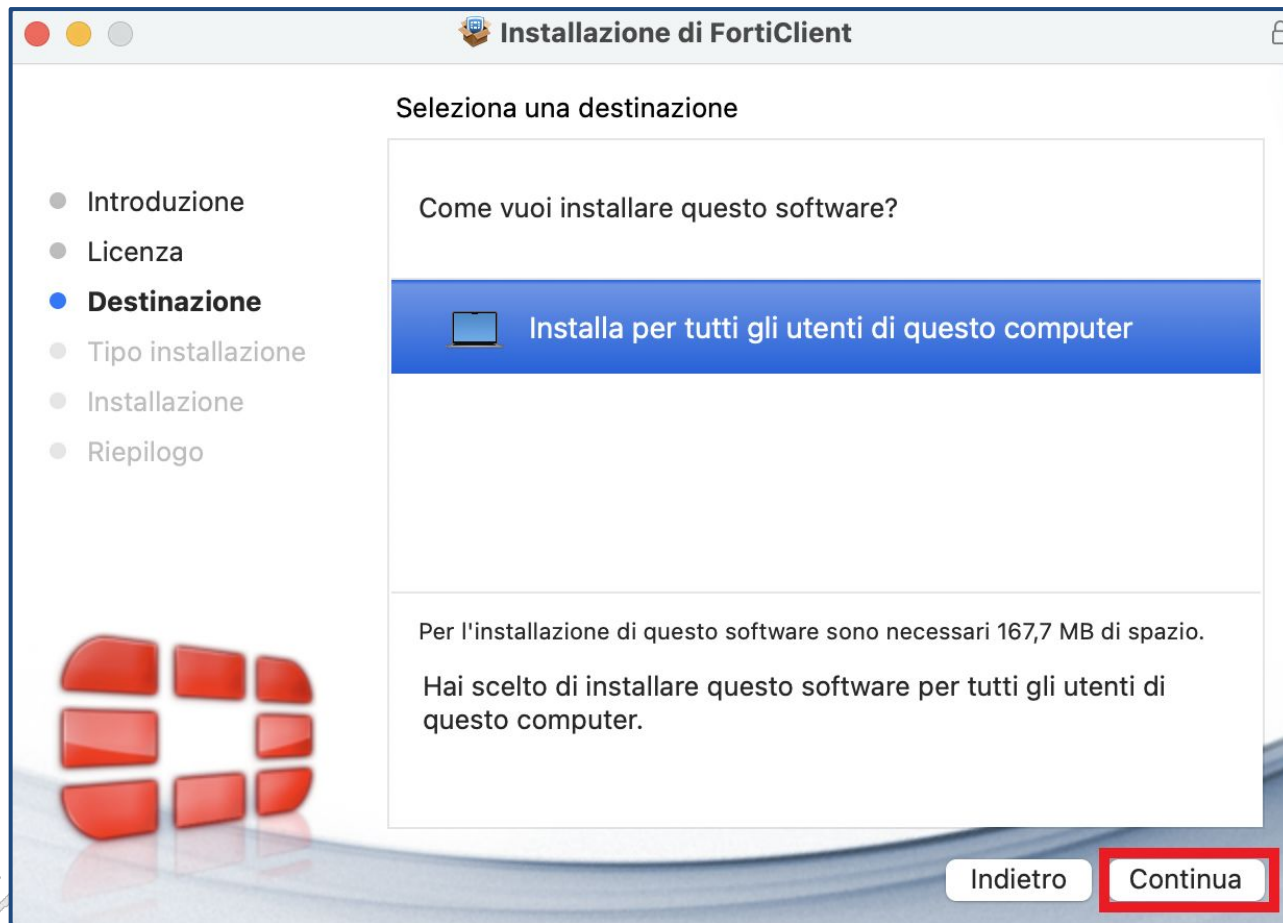 Installazione di FortiClient
Seleziona una destinazione
Introduzione
Licenza
Destinazione
Tipo installazione
Installazione
Riepilogo
Come vuoi installare questo software?
Installa per tutti gli utenti di questo computer
Per l'installazione di questo software sono necessari 167,7 MB di spazio.
Hai scelto di installare questo software per tutti gli utenti di
questo computer.
Indietro
Continua